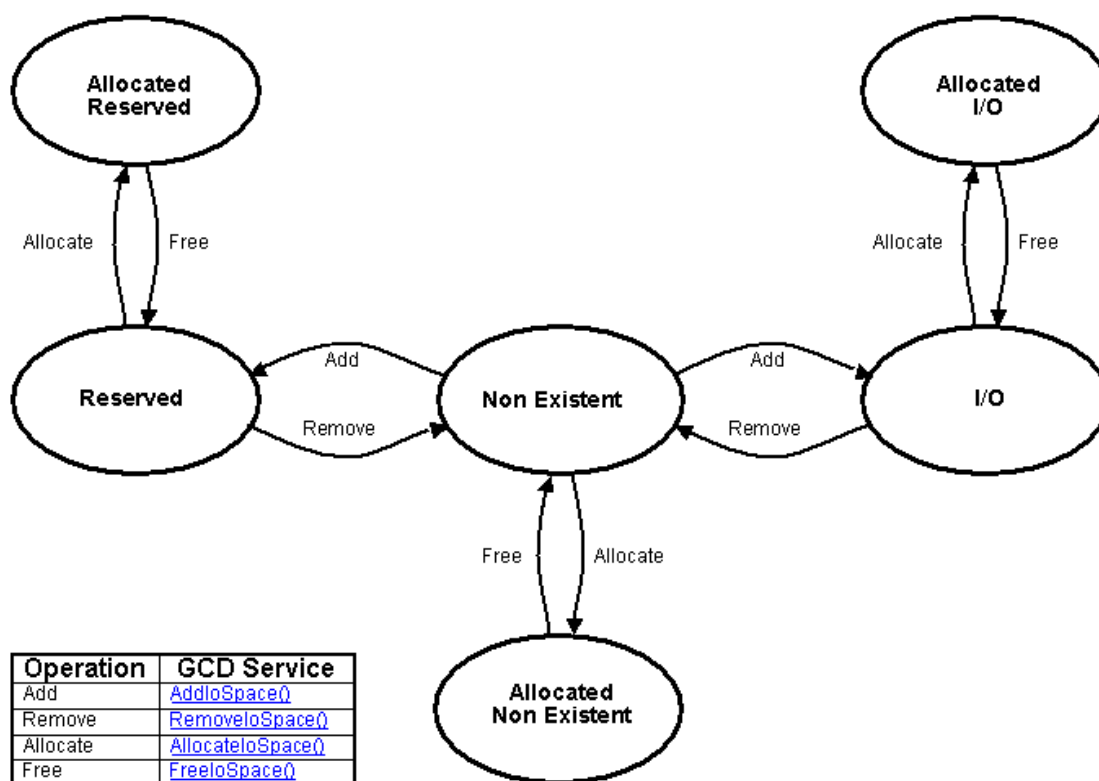 Allocated
Reserved
Allocated
I/O
Allocate
Free
Allocate
Free
Reserved
Add
Remove
Non Existent
Add
Remove
I/O
Free
Allocate
Allocated
Non Existent
Operation GCD Service
Add AddIoSpace()
Remove RemoveIoSpace()
Allocate AllocateIoSpace()
Free FreeIoSpace()